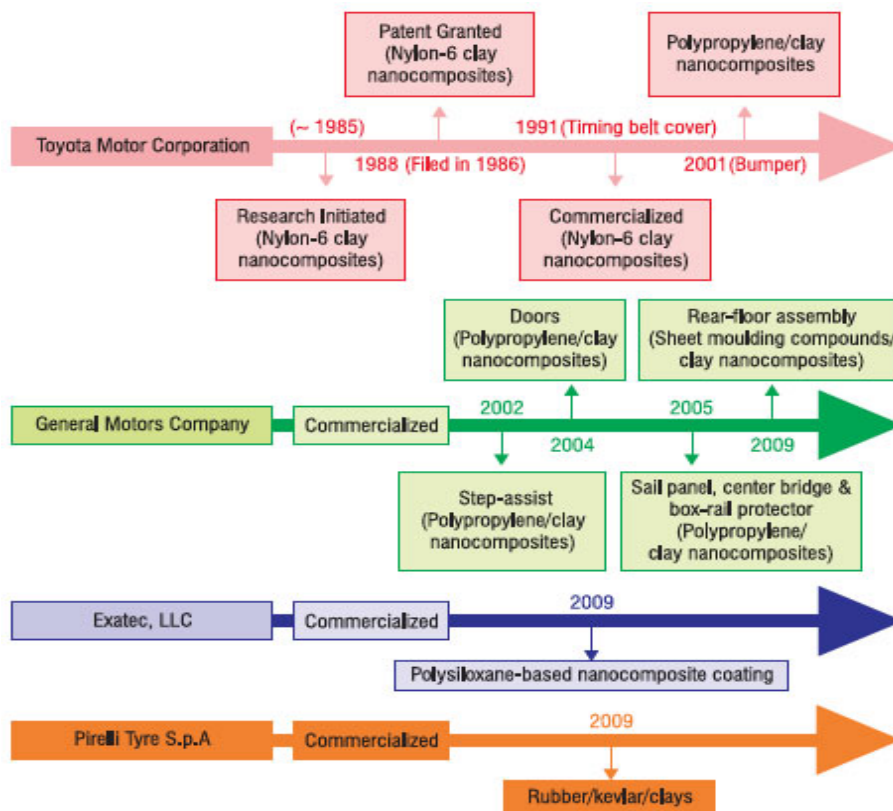 Patent Granted
(Nylon-6 clay
nanocomposites)
Polypropylene/clay
nanocomposites
(~ 1985)
1991(Timing belt cover)
Toyota Motor Corporation
1988 (Filed in 1986)
2001(Bumper)
Research Initiated
(Nylon-6 clay
nanocomposites)
Commercialized
(Nylon-6 clay
nanocomposites)
Doors
(Polypropylene/clay
nanocomposites)
Rear-floor assembly
(Sheet moulding compounds/
clay nanocomposites)
2002
2005
General Motors Company
Commercialized
2004
2009
Step-assist
(Polypropylene/clay
nanocomposites)
Sail panel, center bridge &
box-rail protector
(Polypropylene/
clay nanocomposites)
2009
Exatec, LLC
Commercialized
Polysiloxane-based nanocomposite coating
2009
Pirelli Tyre S.p.A
Commercialized
Rubber/kevlar/clays